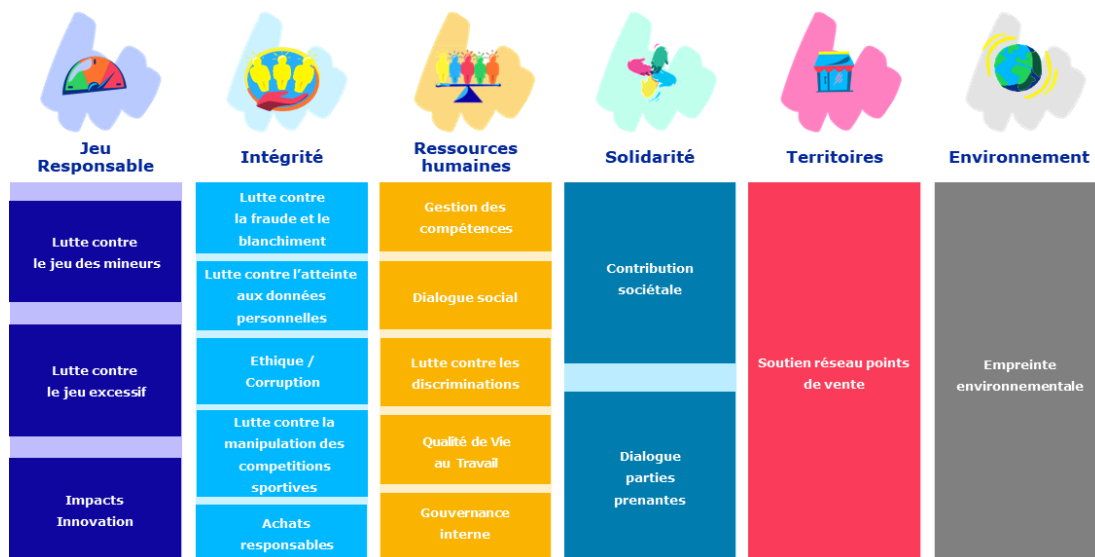 Jeu
Responsable
Intégrité
Ressources
humaines
Solidarité
Territoires
Environnement
Lutte contre
le jeu des mineurs
Lutte contre
le jeu excessif
Impacts
Innovation
Lutte contre
la fraude et le
blanchiment
Lutte contre l'atteinte
aux données
personnelles
Ethique /
Corruption
Lutte contre la
manipulation des
competitions
sportives
Achats
responsables
Gestion des
compétences
Dialogue social
Lutte contre les
discriminations
Qualité de Vie
au Travail
Gouvernance
interne
Contribution
sociétale
Dialogue
parties
prenantes
Soutien réseau points
de vente
Empreinte
environnementale